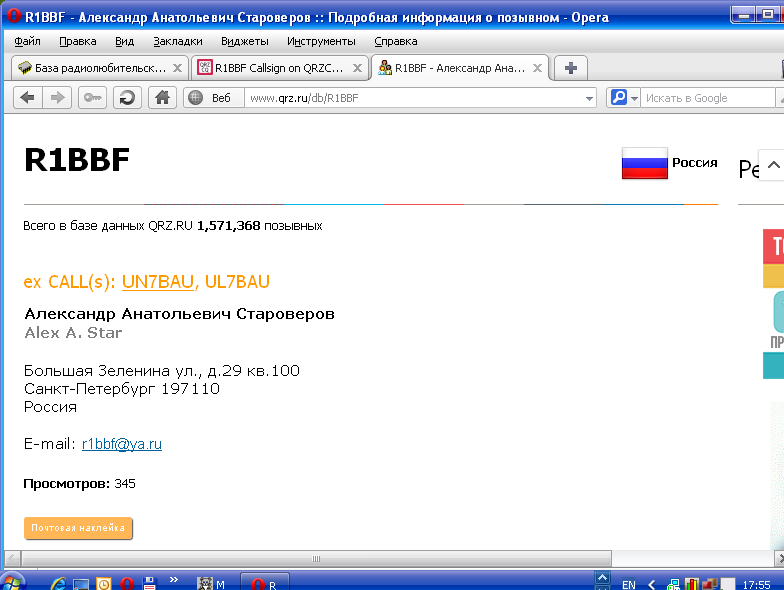 R1BBF - Александр Анатольевич Староверов :: Подробная информация о позывном - Opera
Файл Правка Вид Закладки Виджеты Инструменты Справка
База радиолюбительск... R1BBF Callsign on QRZC... R1BBF - Александр Ана...
Веб www.qrz.ru/db/R1BBF Искать в Google
R1BBF
Россия
Ре
Всего в базе данных QRZ.RU 1,571,368 позывных
ex CALL(s): UN7BAU, UL7BAU
Александр Анатольевич Староверов
Alex A. Star
Большая Зеленина ул., д.29 кв.100
Санкт-Петербург 197110
Россия
E-mail: r1bbf@ya.ru
Просмотров: 345
Почтовая наклейка
ПР
M R EN 17:55